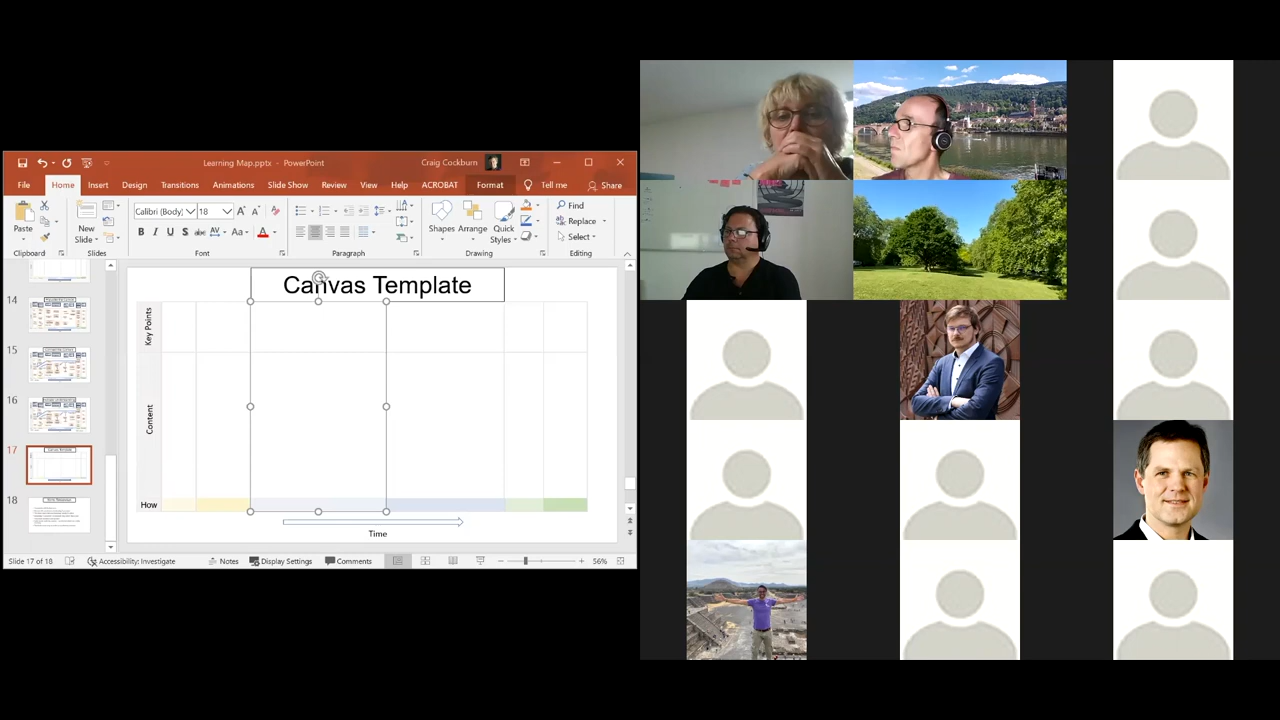 Learning Map.pptx - PowerPoint
Craig Cockburn
File Home Insert Design Transitions Animations Slide Show Review View Help ACROBAT Format Tell me Share
Calibri (Body) 18
Paste
New
Slide
Shapes Arrange Quick
Styles
Find
Replace
Select
Clipboard Slides Font Paragraph Drawing Editing
14
15
16
17
18
Canvas Template
Key Points
Content
How
Time
Slide 17 of 18 Accessibility: Investigate Notes Display Settings Comments 56%